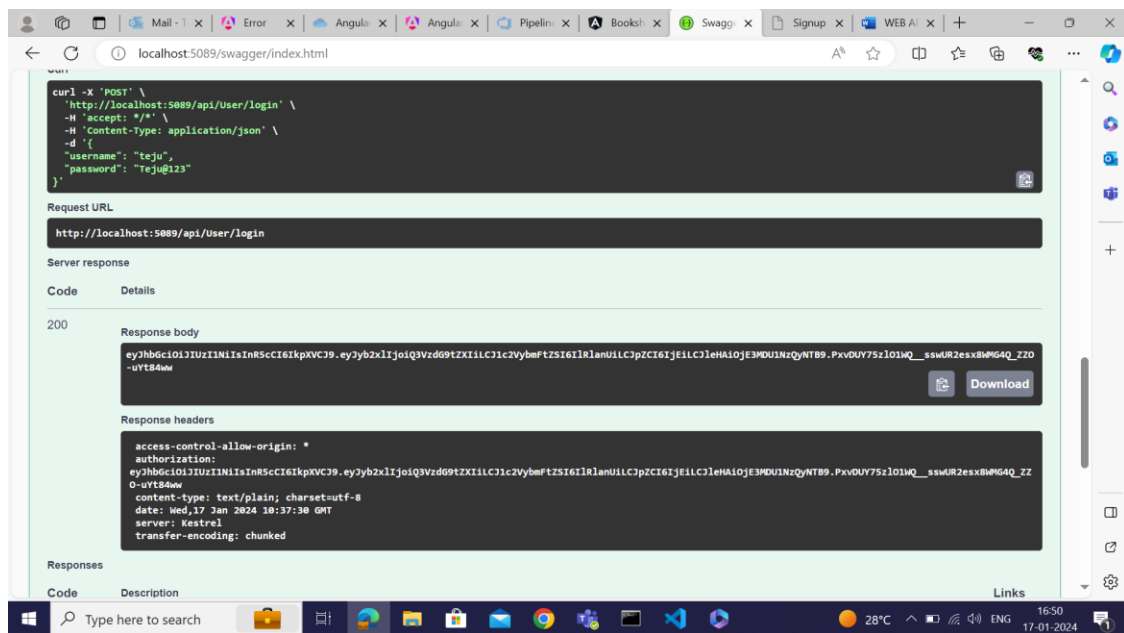 Mail - T
Error
Angula
Angula
Pipelin
Booksh
Swagg
Signup
WEB AP
localhost:5089/swagger/index.html
curl -X 'POST' \
'http://localhost:5089/api/User/login' \
-H 'accept: */*' \
-H 'Content-Type: application/json' \
-d '{
"username": "teju",
"password": "Teju@123"
}'
Request URL
http://localhost:5089/api/User/login
Server response
Code Details
200
Response body
eyJhbGciOiJIUzI1NiIsInR5cCI6IkpXVCJ9.eyJyb2xlIjoiQ3VzdG9tZXIiLCJ1c2VybmFtZSI6IlRlanUiLCJpZCI6IjEiLCJleHAiOjE3MDU1NzQyNTB9.PxvDUY75zlO1WQ__sswUR2esx8WMG4Q_ZZO
-uYt84ww
Download
Response headers
access-control-allow-origin: *
authorization:
eyJhbGciOiJIUzI1NiIsInR5cCI6IkpXVCJ9.eyJyb2xlIjoiQ3VzdG9tZXIiLCJ1c2VybmFtZSI6IlRlanUiLCJpZCI6IjEiLCJleHAiOjE3MDU1NzQyNTB9.PxvDUY75zlO1WQ__sswUR2esx8WMG4Q_ZZ
O-uYt84ww
content-type: text/plain; charset=utf-8
date: Wed,17 Jan 2024 10:37:30 GMT
server: Kestrel
transfer-encoding: chunked
Responses
Code Description Links
Type here to search
28°C
ENG
16:50
17-01-2024